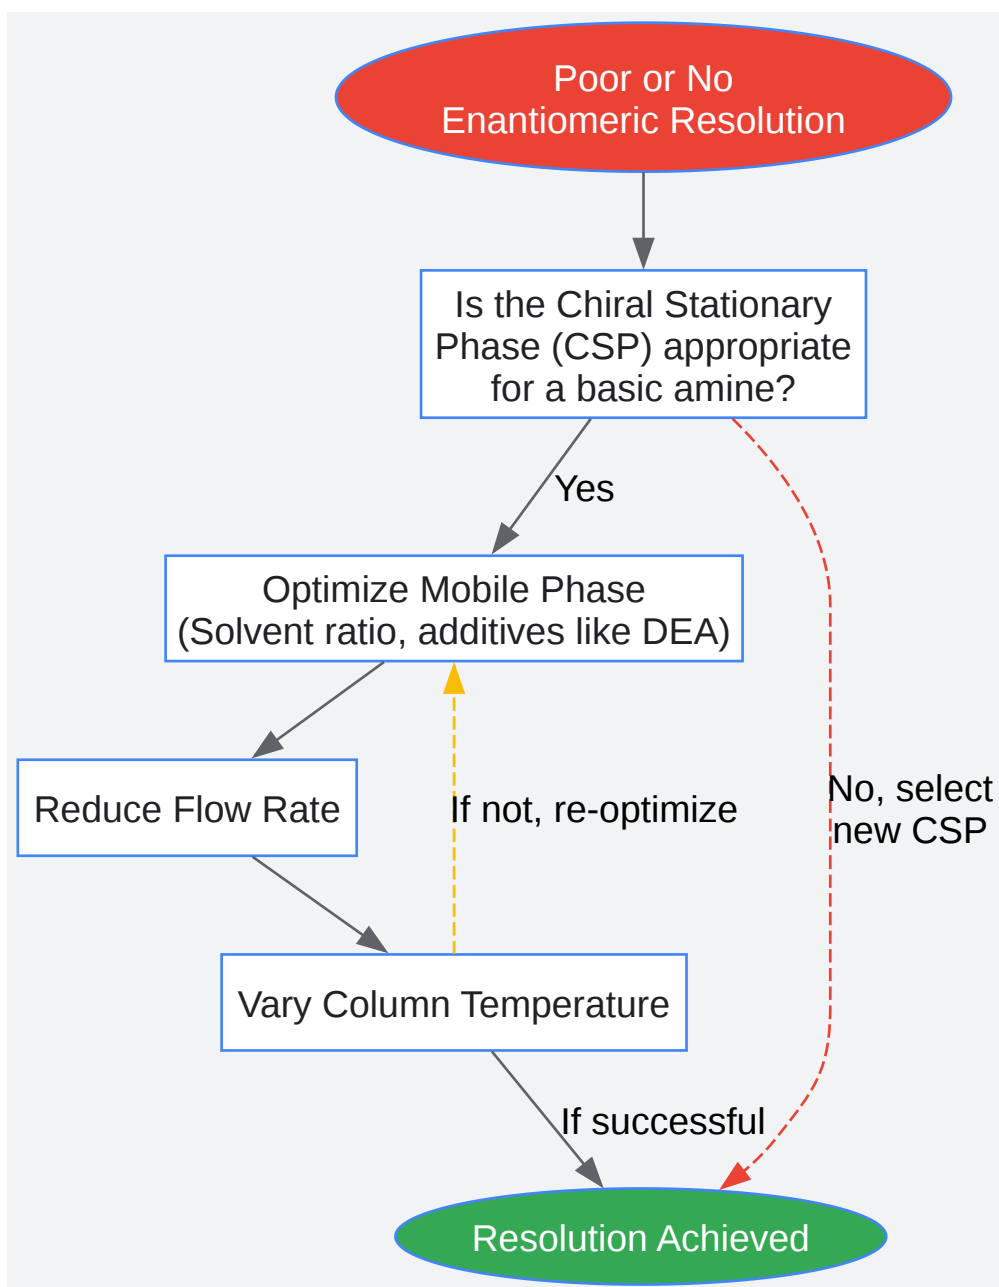 Poor or No
Enantiomeric Resolution
Is the Chiral Stationary
Phase (CSP) appropriate
for a basic amine?
Yes
Optimize Mobile Phase
(Solvent ratio, additives like DEA)
Reduce Flow Rate
If not, re-optimize
No, select
new CSP
Vary Column Temperature
If successful
Resolution Achieved